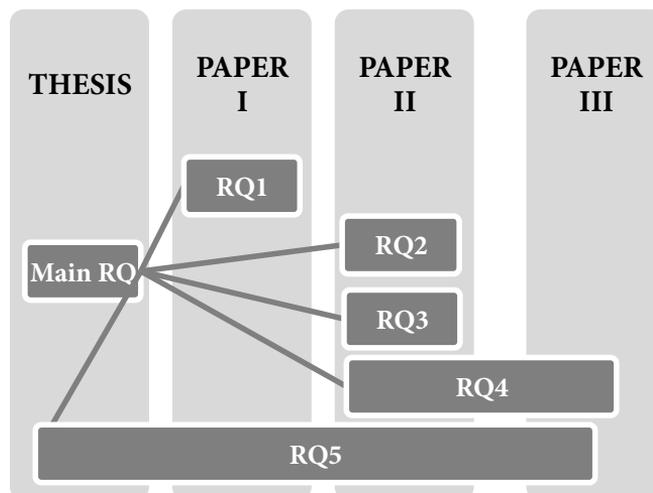 THESIS
PAPER
I
PAPER
II
PAPER
III
RQ1
Main RQ
RQ2
RQ3
RQ4
RQ5